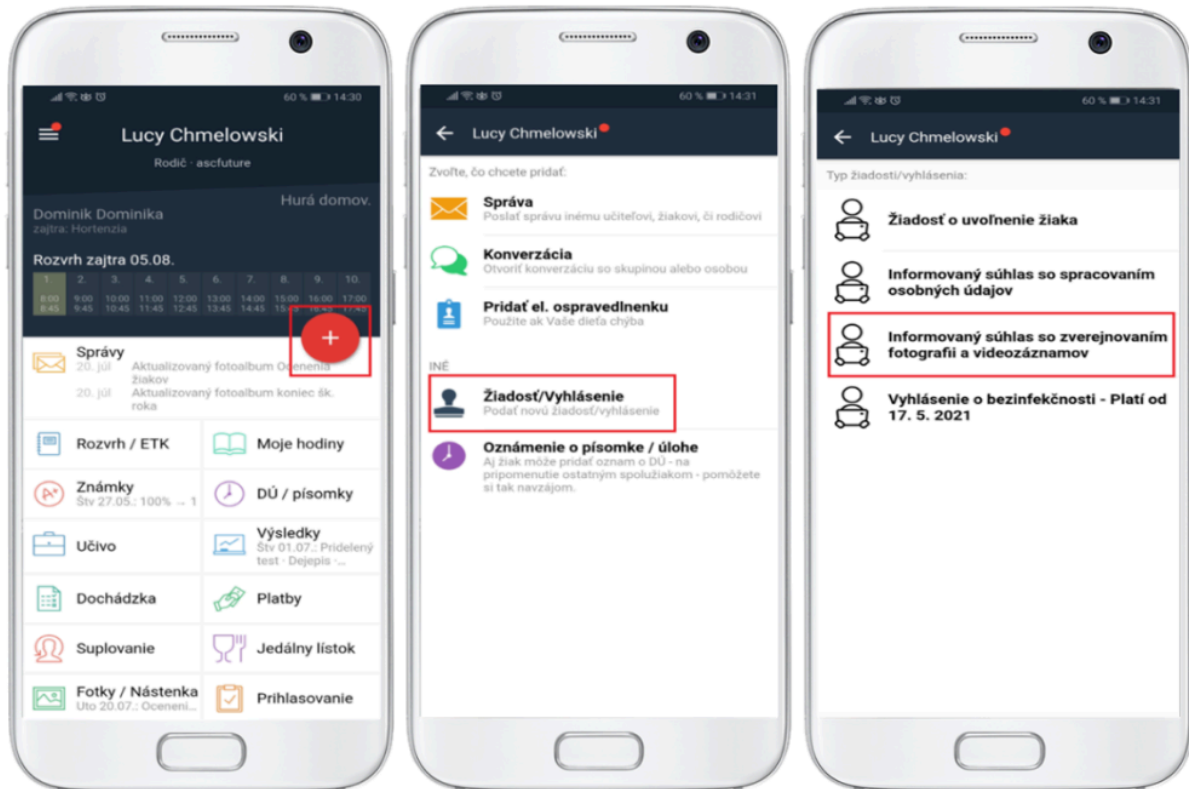 60 % 14:30
Lucy Chmelowski
Rodič · ascfuture
Hurá domov.
Dominik Dominika
zajtra: Hortenzia
Rozvrh zajtra 05.08.
1. 2. 3. 4. 5. 6. 7. 8. 9. 10.
8:00 9:00 10:00 11:00 12:00 13:00 14:00 15:00 16:00 17:00
8:45 9:45 10:45 11:45 12:45 13:45 14:45 15:45 16:45 17:45
+
Správy
20. júl Aktualizovaný fotoalbum Ocenenia
žiakov
20. júl Aktualizovaný fotoalbum koniec šk.
roka
Rozvrh / ETK
Moje hodiny
A+
Známky
Štv 27.05.: 100% → 1
DÚ / písomky
Učivo
Výsledky
Štv 01.07.: Pridelený
test · Dejepis ·...
Dochádzka
Platby
Suplovanie
Jedálny lístok
Fotky / Nástenka
Uto 20.07.: Oceneni...
Prihlasovanie
60 % 14:31
Lucy Chmelowski
Zvoľte, čo chcete pridať:
Správa
Poslať správu inému učiteľovi, žiakovi, či rodičovi
Konverzácia
Otvoriť konverzáciu so skupinou alebo osobou
Pridať el. ospravedlnenku
Použite ak Vaše dieťa chýba
INÉ
Žiadosť/Vyhlásenie
Podať novú žiadosť/vyhlásenie
Oznámenie o písomke / úlohe
Aj žiak môže pridať oznam o DÚ - na
pripomenutie ostatným spolužiakom - pomôžete
si tak navzájom.
60 % 14:31
Lucy Chmelowski
Typ žiadosti/vyhlásenia:
Žiadosť o uvoľnenie žiaka
Informovaný súhlas so spracovaním
osobných údajov
Informovaný súhlas so zverejnovaním
fotografii a videozáznamov
Vyhlásenie o bezinfekčnosti - Platí od
17. 5. 2021